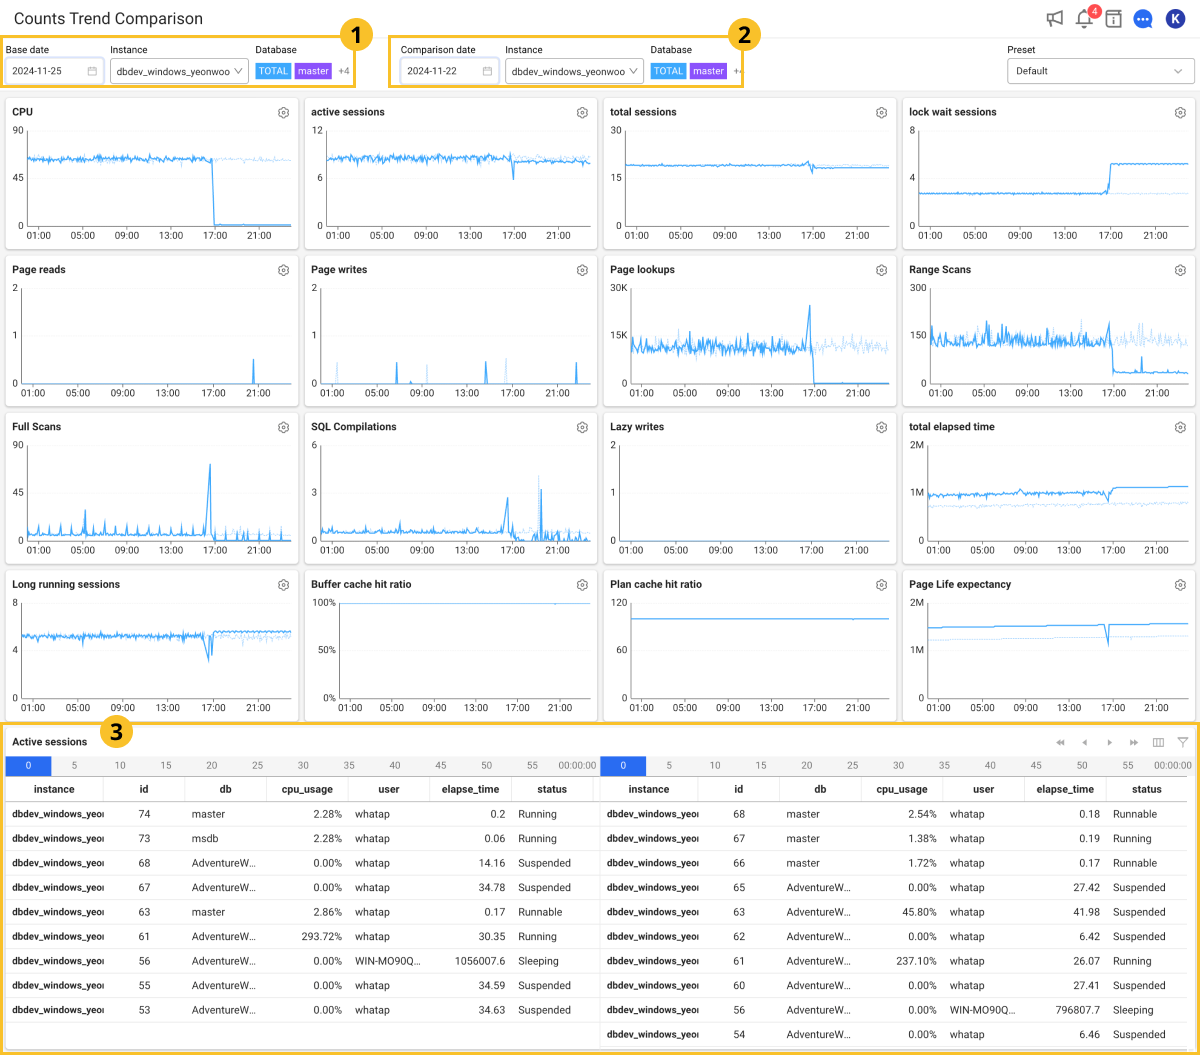 Counts Trend Comparison
4
K
1
2
Base date Instance Database
2024-11-25 dbdev_windows_yeonwoo TOTAL master +4
Comparison date Instance Database
2024-11-22 dbdev_windows_yeonwoo TOTAL master
Preset
Default
CPU
90
45
0
01:00 05:00 09:00 13:00 17:00 21:00
active sessions
12
6
0
01:00 05:00 09:00 13:00 17:00 21:00
total sessions
30
15
0
01:00 05:00 09:00 13:00 17:00 21:00
lock wait sessions
8
4
0
01:00 05:00 09:00 13:00 17:00 21:00
Page reads
2
1
0
01:00 05:00 09:00 13:00 17:00 21:00
Page writes
2
1
0
01:00 05:00 09:00 13:00 17:00 21:00
Page lookups
30K
15K
0
01:00 05:00 09:00 13:00 17:00 21:00
Range Scans
300
150
0
01:00 05:00 09:00 13:00 17:00 21:00
Full Scans
90
45
0
01:00 05:00 09:00 13:00 17:00 21:00
SQL Compilations
6
3
0
01:00 05:00 09:00 13:00 17:00 21:00
Lazy writes
2
1
0
01:00 05:00 09:00 13:00 17:00 21:00
total elapsed time
2M
1M
0
01:00 05:00 09:00 13:00 17:00 21:00
Long running sessions
8
4
0
01:00 05:00 09:00 13:00 17:00 21:00
Buffer cache hit ratio
100%
50%
0%
01:00 05:00 09:00 13:00 17:00 21:00
Plan cache hit ratio
120
60
0
01:00 05:00 09:00 13:00 17:00 21:00
Page Life expectancy
2M
1M
0
01:00 05:00 09:00 13:00 17:00 21:00
3
Active sessions
0 5 10 15 20 25 30 35 40 45 50 55 00:00:00
instance id db cpu_usage user elapse_time status
dbdev_windows_yeor 74 master 2.28% whatap 0.2 Running
dbdev_windows_yeor 73 msdb 2.28% whatap 0.06 Running
dbdev_windows_yeor 68 AdventureW... 0.00% whatap 14.16 Suspended
dbdev_windows_yeor 67 AdventureW... 0.00% whatap 34.78 Suspended
dbdev_windows_yeor 63 master 2.86% whatap 0.17 Runnable
dbdev_windows_yeor 61 AdventureW... 293.72% whatap 30.35 Running
dbdev_windows_yeor 56 AdventureW... 0.00% WIN-MO90Q... 1056007.6 Sleeping
dbdev_windows_yeor 55 AdventureW... 0.00% whatap 34.59 Suspended
dbdev_windows_yeor 53 AdventureW... 0.00% whatap 34.63 Suspended
0 5 10 15 20 25 30 35 40 45 50 55 00:00:00
instance id db cpu_usage user elapse_time status
dbdev_windows_yeor 68 master 2.54% whatap 0.18 Runnable
dbdev_windows_yeor 67 master 1.38% whatap 0.19 Running
dbdev_windows_yeor 66 master 1.72% whatap 0.17 Runnable
dbdev_windows_yeor 65 AdventureW... 0.00% whatap 27.42 Suspended
dbdev_windows_yeor 63 AdventureW... 45.80% whatap 41.98 Suspended
dbdev_windows_yeor 62 AdventureW... 0.00% whatap 6.42 Suspended
dbdev_windows_yeor 61 AdventureW... 237.10% whatap 26.07 Running
dbdev_windows_yeor 60 AdventureW... 0.00% whatap 27.41 Suspended
dbdev_windows_yeor 56 AdventureW... 0.00% WIN-MO90Q... 796807.7 Sleeping
dbdev_windows_yeor 54 AdventureW... 0.00% whatap 6.46 Suspended